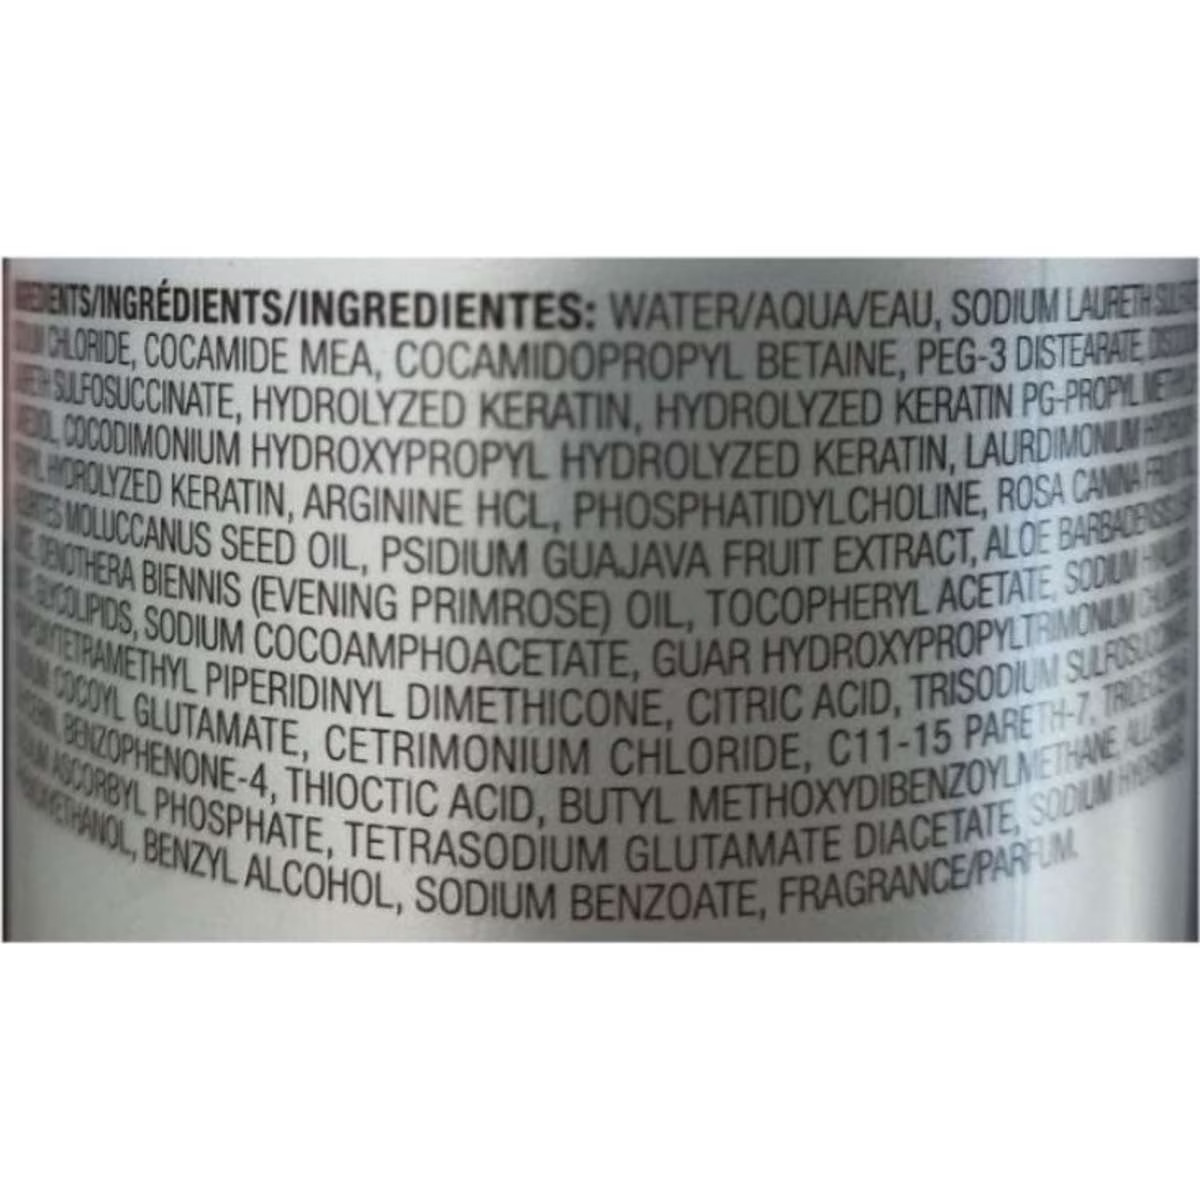 INGREDIENTS/INGRÉDIENTS/INGREDIENTES: WATER/AQUA/EAU, SODIUM LAURETH
CHLORIDE, COCAMIDE MEA, COCAMIDOPROPYL BETAINE, PEG-3 DISTEARATE,
SULFOSUCCINATE, HYDROLYZED KERATIN, HYDROLYZED KERATIN PG-PROPYL
COCODIMONIUM HYDROXYPROPYL HYDROLYZED KERATIN, LAURDIMONIUM
HYDROLYZED KERATIN, ARGININE HCL, PHOSPHATIDYLCHOLINE, ROSA CANINA FRUIT
MOLUCCANUS SEED OIL, PSIDIUM GUAJAVA FRUIT EXTRACT, ALOE BARBADENSIS
OENOTHERA BIENNIS (EVENING PRIMROSE) OIL, TOCOPHERYL ACETATE, SODIUM
GLYCOLIPIDS, SODIUM COCOAMPHOACETATE, GUAR HYDROXYPROPYLTRIMONIUM
PIPERIDINYL DIMETHICONE, CITRIC ACID, TRISODIUM
COCOYL GLUTAMATE, CETRIMONIUM CHLORIDE, C11-15 PARETH-7,
BENZOPHENONE-4, THIOCTIC ACID, BUTYL METHOXYDIBENZOYLMETHANE,
ASCORBYL PHOSPHATE, TETRASODIUM GLUTAMATE DIACETATE, SODIUM
BENZYL ALCOHOL, SODIUM BENZOATE, FRAGRANCE/PARFUM.